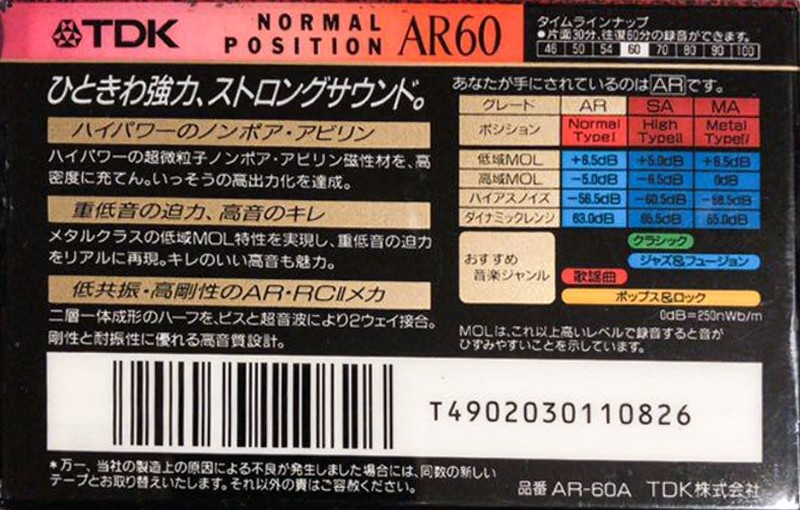 TDK
NORMAL
POSITION AR60
タイムラインナップ
●片面30分、往復60分の録音ができます。
46 50 54 60 70 80 90 100
ひときわ強力、ストロングサウンド。
ハイパワーのノンポア・アビリン
ハイパワーの超微粒子ノンポア・アビリン磁性材を、高
密度に充てん。いっそうの高出力化を達成。
重低音の迫力、高音のキレ
メタルクラスの低域MOL特性を実現し、重低音の迫力
をリアルに再現。キレのいい高音も魅力。
低共振・高剛性のAR・RCⅡメカ
二層一体成形のハーフを、ビスと超音波により2ウェイ接合。
剛性と耐振性に優れる高音質設計。
あなたが手にされているのはARです。
グレード AR SA MA
ポジション Normal TypeⅠ High TypeⅡ Metal TypeⅣ
低域MOL +6.5dB +5.0dB +6.5dB
高域MOL -5.0dB -6.5dB 0dB
バイアスノイズ -56.5dB -60.5dB -58.5dB
ダイナミックレンジ 63.0dB 65.5dB 65.0dB
おすすめ
音楽ジャンル
クラシック
ジャズ&フュージョン
歌謡曲
ポップス&ロック
0dB=250nWb/m
MOLは、これ以上高いレベルで録音すると音が
ひずみやすいことを示しています。
T4902030110826
*万一、当社の製造上の原因による不良が発生しました場合には、同数の新しい
テープとお取り替えいたします。それ以外の責はご容赦ください。
品番 AR-60A TDK株式会社